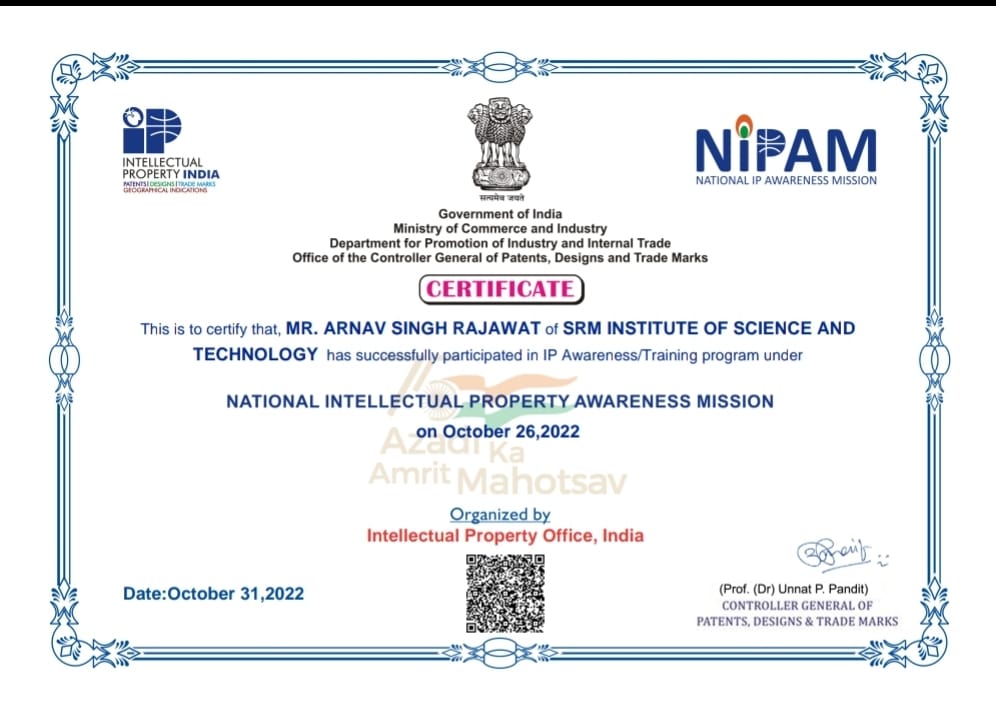 INTELLECTUAL
PROPERTY INDIA
PATENTS | DESIGNS | TRADE MARKS
GEOGRAPHICAL INDICATIONS
सत्यमेव जयते
NiPAM
NATIONAL IP AWARENESS MISSION
Government of India
Ministry of Commerce and Industry
Department for Promotion of Industry and Internal Trade
Office of the Controller General of Patents, Designs and Trade Marks
CERTIFICATE
This is to certify that, MR. ARNAV SINGH RAJAWAT of SRM INSTITUTE OF SCIENCE AND
TECHNOLOGY has successfully participated in IP Awareness/Training program under
NATIONAL INTELLECTUAL PROPERTY AWARENESS MISSION
on October 26,2022
Azadi Ka
Amrit Mahotsav
Organized by
Intellectual Property Office, India
Date:October 31,2022
(Prof. (Dr) Unnat P. Pandit)
CONTROLLER GENERAL OF
PATENTS, DESIGNS & TRADE MARKS